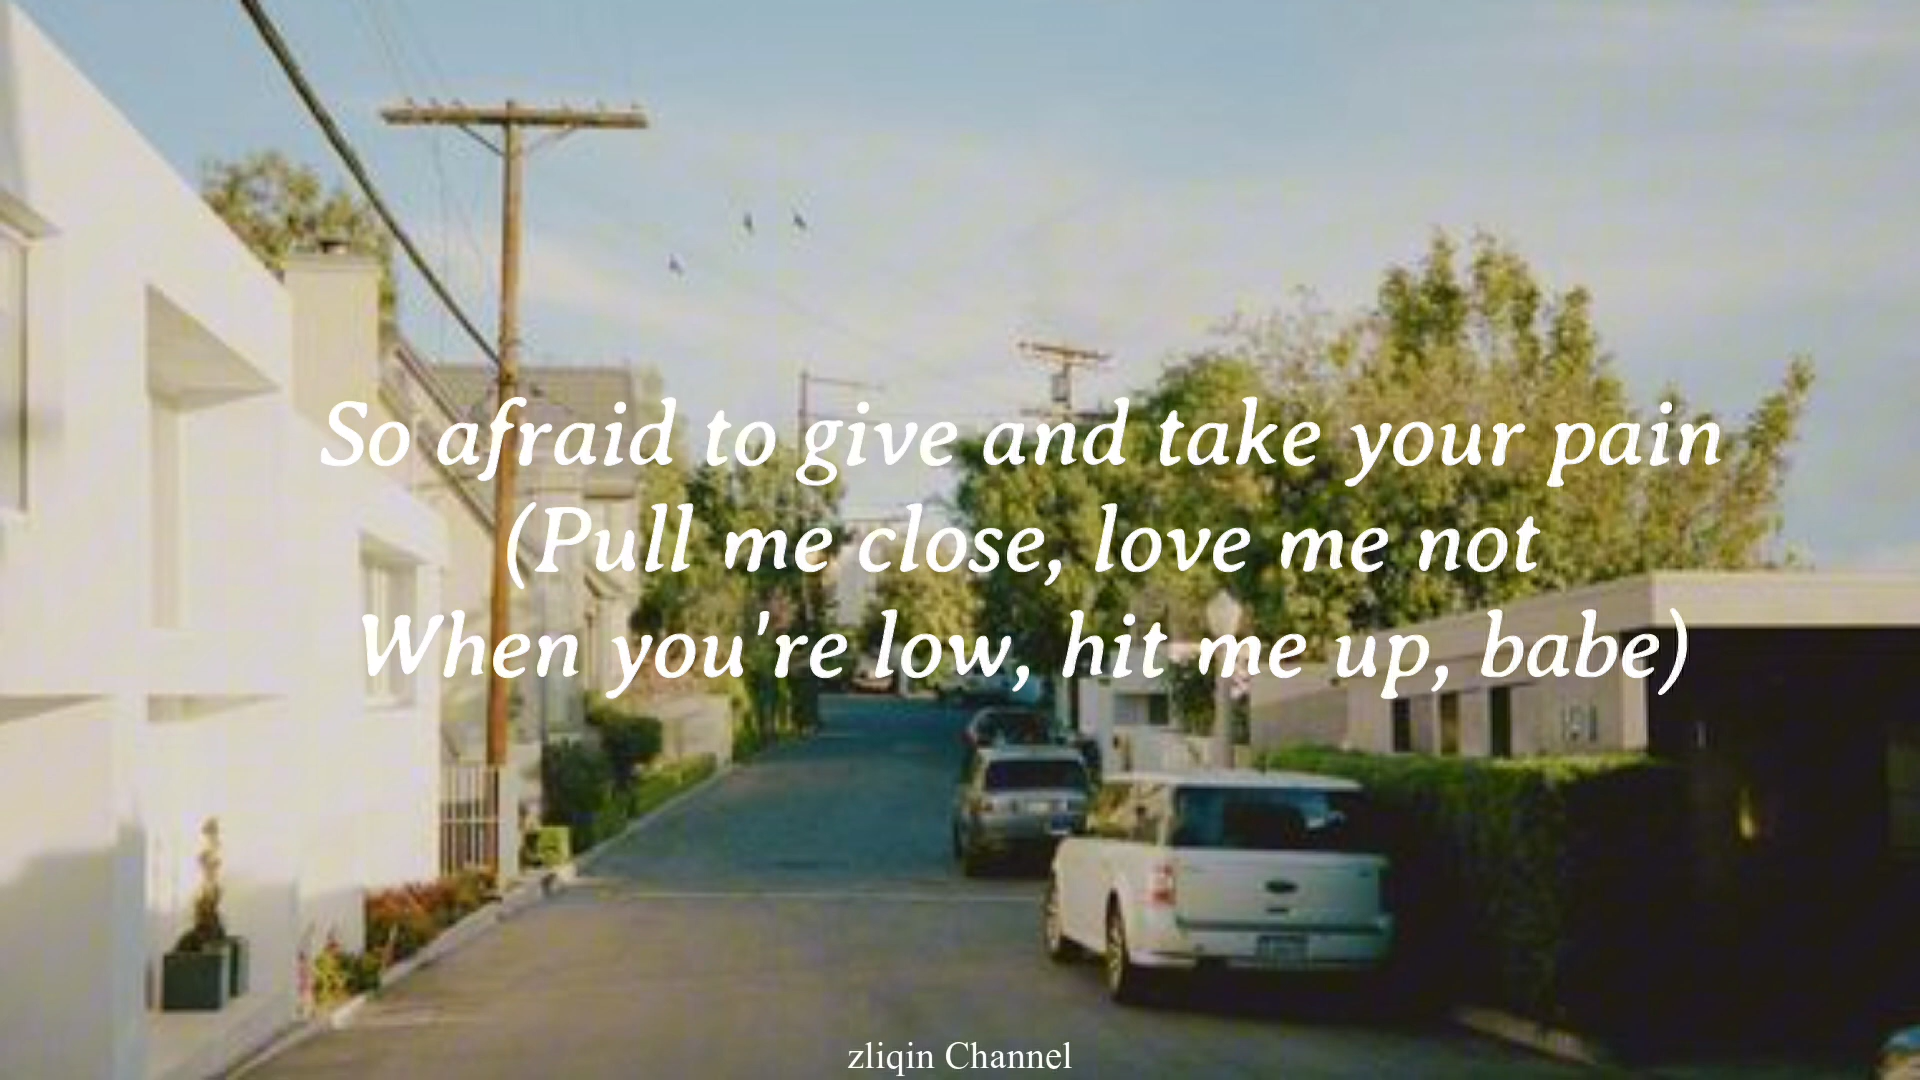 So afraid to give and take your pain
(Pull me close, love me not
When you're low, hit me up, babe)
zliqin Channel